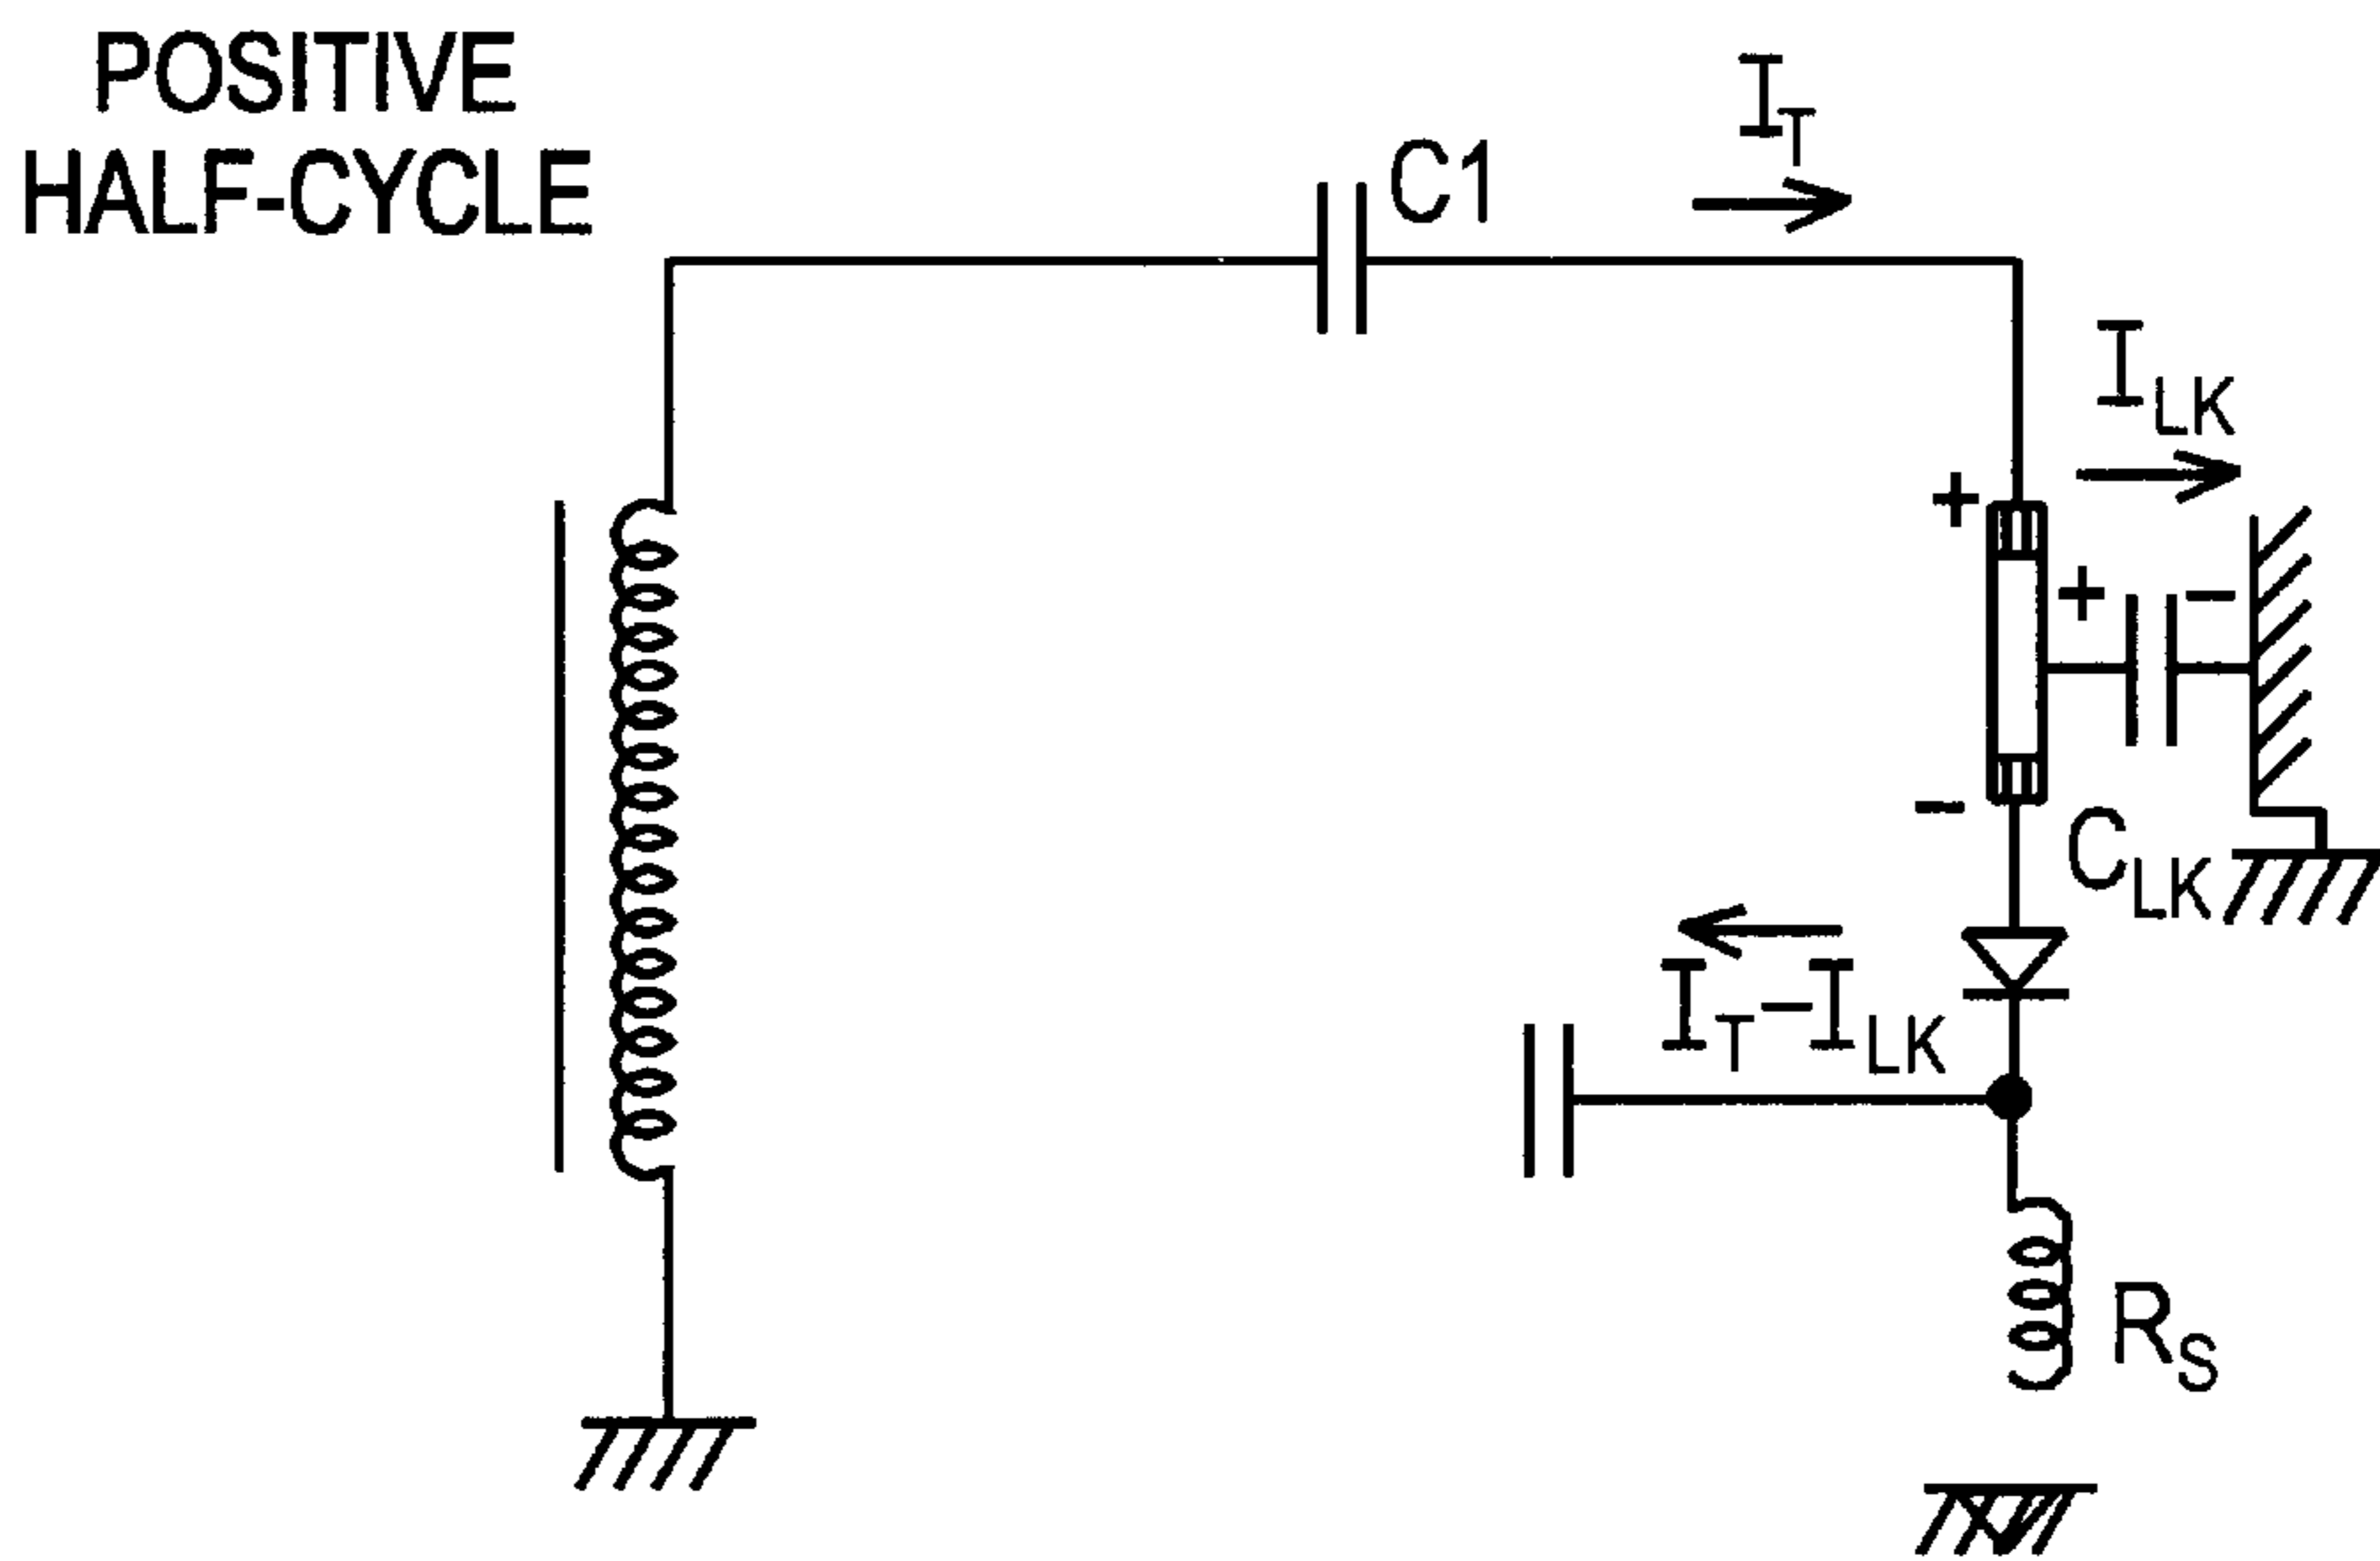 POSITIVE
HALF-CYCLE
C1
I_T
I_LK
+
+ −
−
C_LK
I_T−I_LK
R_S